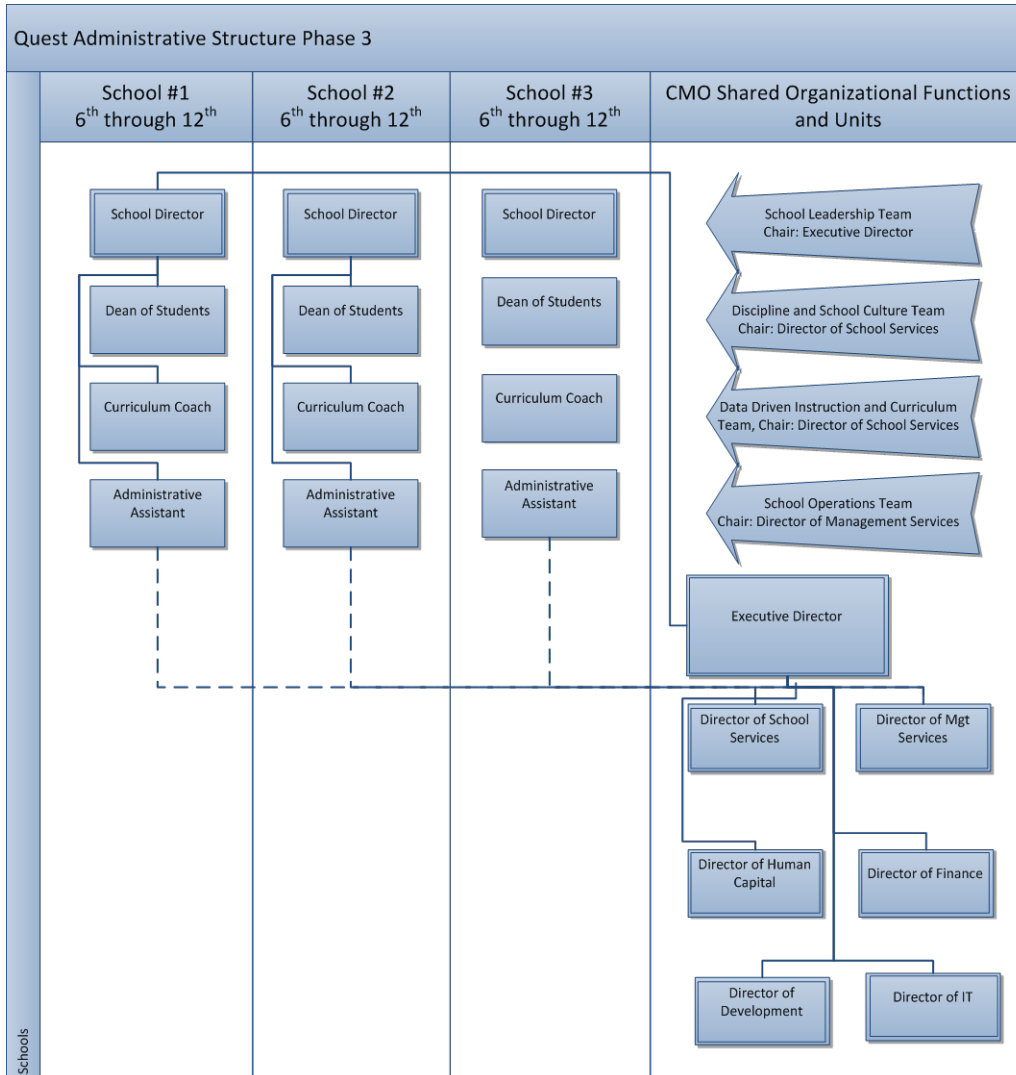 Quest Administrative Structure Phase 3
School #1
6th through 12th
School #2
6th through 12th
School #3
6th through 12th
CMO Shared Organizational Functions
and Units
School Director
Dean of Students
Curriculum Coach
Administrative
Assistant
School Director
Dean of Students
Curriculum Coach
Administrative
Assistant
School Director
Dean of Students
Curriculum Coach
Administrative
Assistant
School Leadership Team
Chair: Executive Director
Discipline and School Culture Team
Chair: Director of School Services
Data Driven Instruction and Curriculum
Team, Chair: Director of School Services
School Operations Team
Chair: Director of Management Services
Executive Director
Director of School
Services
Director of Mgt
Services
Director of Human
Capital
Director of Finance
Director of
Development
Director of IT
Schools